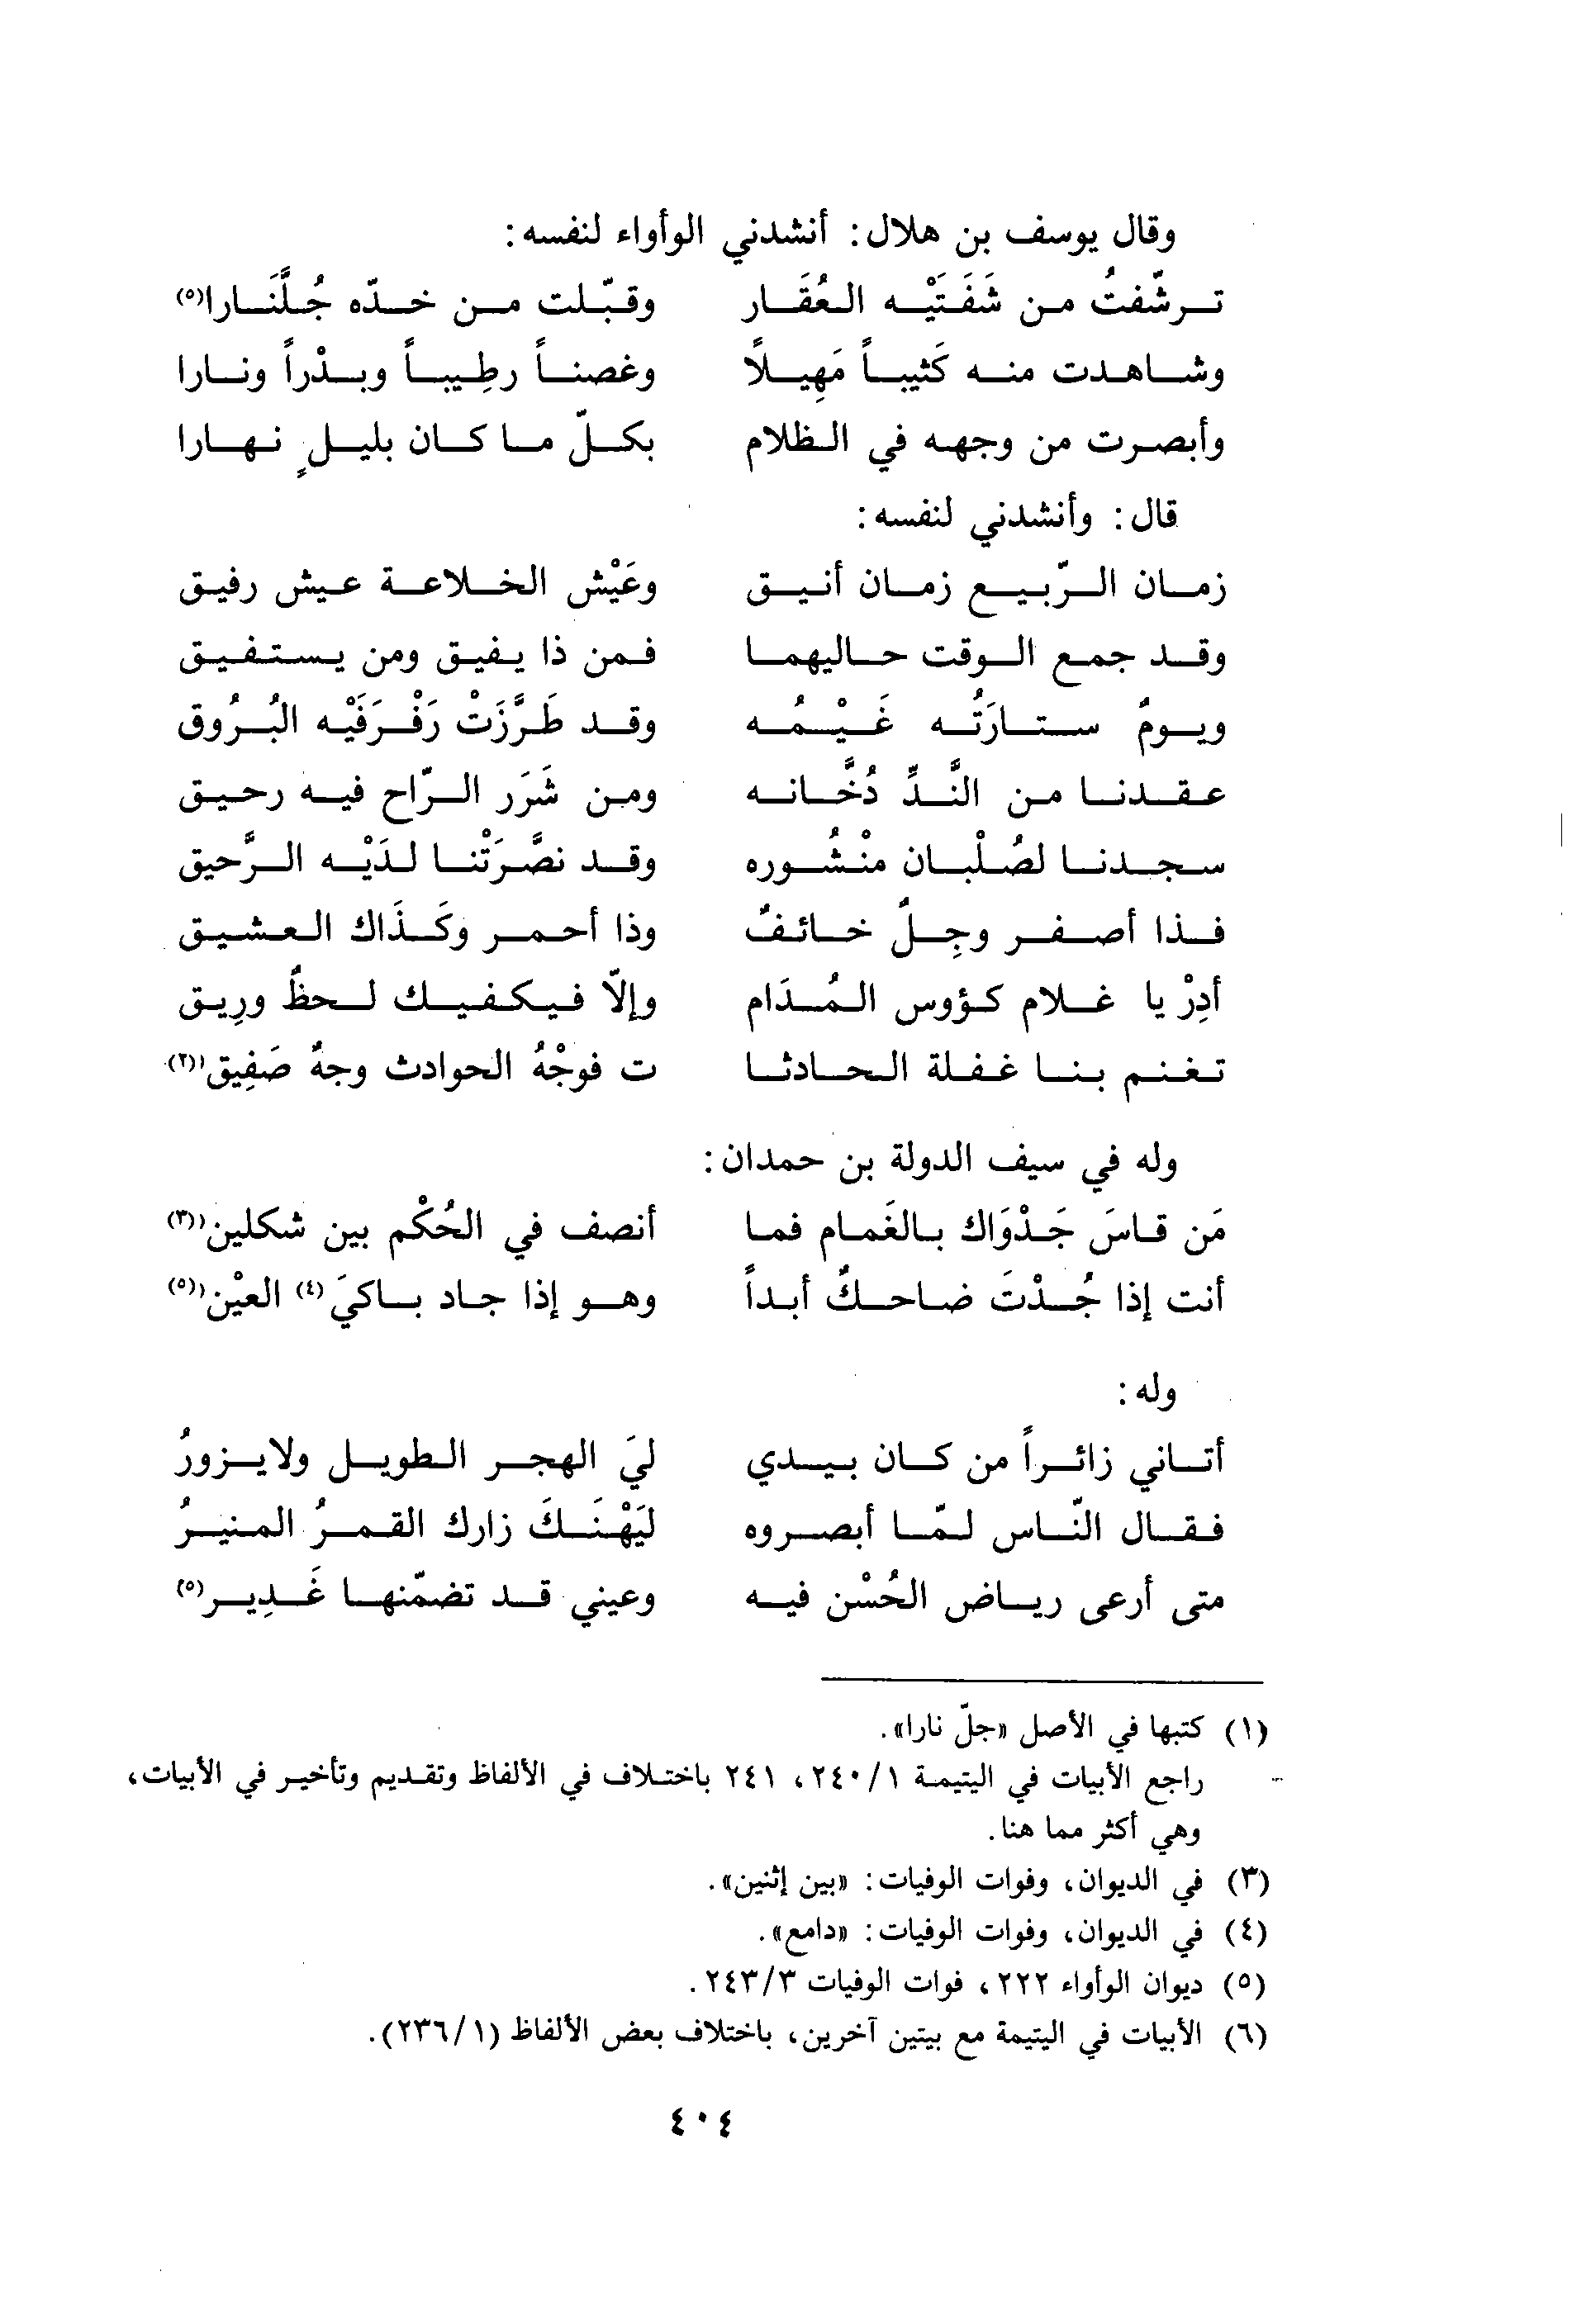 وقال يوسف بن هلال: أنشدني الوأواء لنفسه:
ترشّفتُ من شَفَتَيْه العُقَار وقبّلت من خدّه جُلَّنَارا(٥)
وشاهدت منه كَثيباً مَهِيلًا وغصناً رطِيباً وبدْراً ونارا
وأبصرت من وجهه في الظلام بكلّ ما كان بليلٍ نهارا
قال: وأنشدني لنفسه:
زمان الرّبيع زمان أنيق وعَيْش الخلاعة عيش رفيق
وقد جمع الوقت حاليهما فمن ذا يفيق ومن يستفيق
ويومٌ ستارَتُه غَيْمُه وقد طَرَّزَتْ رَفْرَفَيْه البُرُوق
عقدنا من النَّدِّ دُخَّانه ومن شَرَر الرّاح فيه رحيق
سجدنا لصُلْبان منْثُوره وقد نصَّرَتْنا لدَيْه الرَّحيق
فذا أصفر وجِلٌ خائفٌ وذا أحمر وكَذَاك العشيق
أدِرْ يا غلام كؤوس المُدَام وإلاّ فيكفيك لحظٌ ورِيق
تغنم بنا غفلة الحادثا ت فوجْهُ الحوادث وجهٌ صَفِيق(٢)
وله في سيف الدولة بن حمدان:
مَن قاسَ جَدْوَاك بالغَمام فما أنصف في الحُكْم بين شكلين(٣)
أنت إذا جُدْتَ ضاحكٌ أبداً وهو إذا جاد باكيَ(٤) العيْن(٥)
وله:
أتاني زائراً من كان بيدي ليَ الهجر الطويل ولايزورُ
فقال النّاس لمّا أبصروه ليَهْنَكَ زارك القمرُ المنيرُ
متى أرعى رياض الحُسْن فيه وعيني قد تضمّنها غَدِير(٥)
(١) كتبها في الأصل «جلّ نارا».
راجع الأبيات في اليتيمة ٢٤٠/١، ٢٤١ باختلاف في الألفاظ وتقديم وتأخير في الأبيات،
وهي أكثر مما هنا.
(٣) في الديوان، وفوات الوفيات: «بين إثنين».
(٤) في الديوان، وفوات الوفيات: «دامع».
(٥) ديوان الوأواء ٢٢٢، فوات الوفيات ٢٤٣/٣.
(٦) الأبيات في اليتيمة مع بيتين آخرين، باختلاف بعض الألفاظ (٢٣٦/١).
٤٠٤